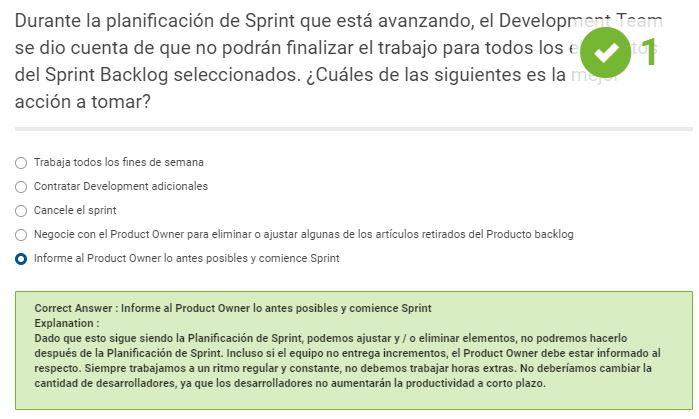 Durante la planificación de Sprint que está avanzando, el Development Team
se dio cuenta de que no podrán finalizar el trabajo para todos los
del Sprint Backlog seleccionados. ¿Cuáles de las siguientes es la mejor
acción a tomar?
1
Trabaja todos los fines de semana
Contratar Development adicionales
Cancele el sprint
Negocie con el Product Owner para eliminar o ajustar algunas de los artículos retirados del Producto backlog
Informe al Product Owner lo antes posibles y comience Sprint
Correct Answer : Informe al Product Owner lo antes posibles y comience Sprint
Explanation :
Dado que esto sigue siendo la Planificación de Sprint, podemos ajustar y / o eliminar elementos, no podremos hacerlo
después de la Planificación de Sprint. Incluso si el equipo no entrega incrementos, el Product Owner debe estar informado al
respecto. Siempre trabajamos a un ritmo regular y constante, no debemos trabajar horas extras. No deberíamos cambiar la
cantidad de desarrolladores, ya que los desarrolladores no aumentarán la productividad a corto plazo.